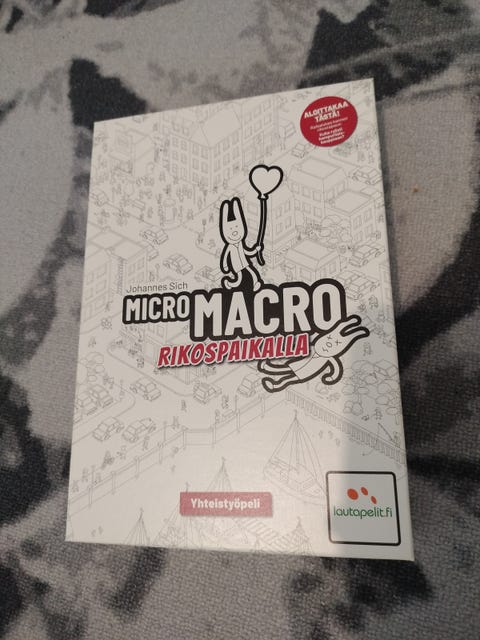 ALOITTAKAA
TÄSTÄ!
Johannes Sich
MICRO MACRO
RIKOSPAIKALLA
Yhteistyöpeli
lautapelit.fi